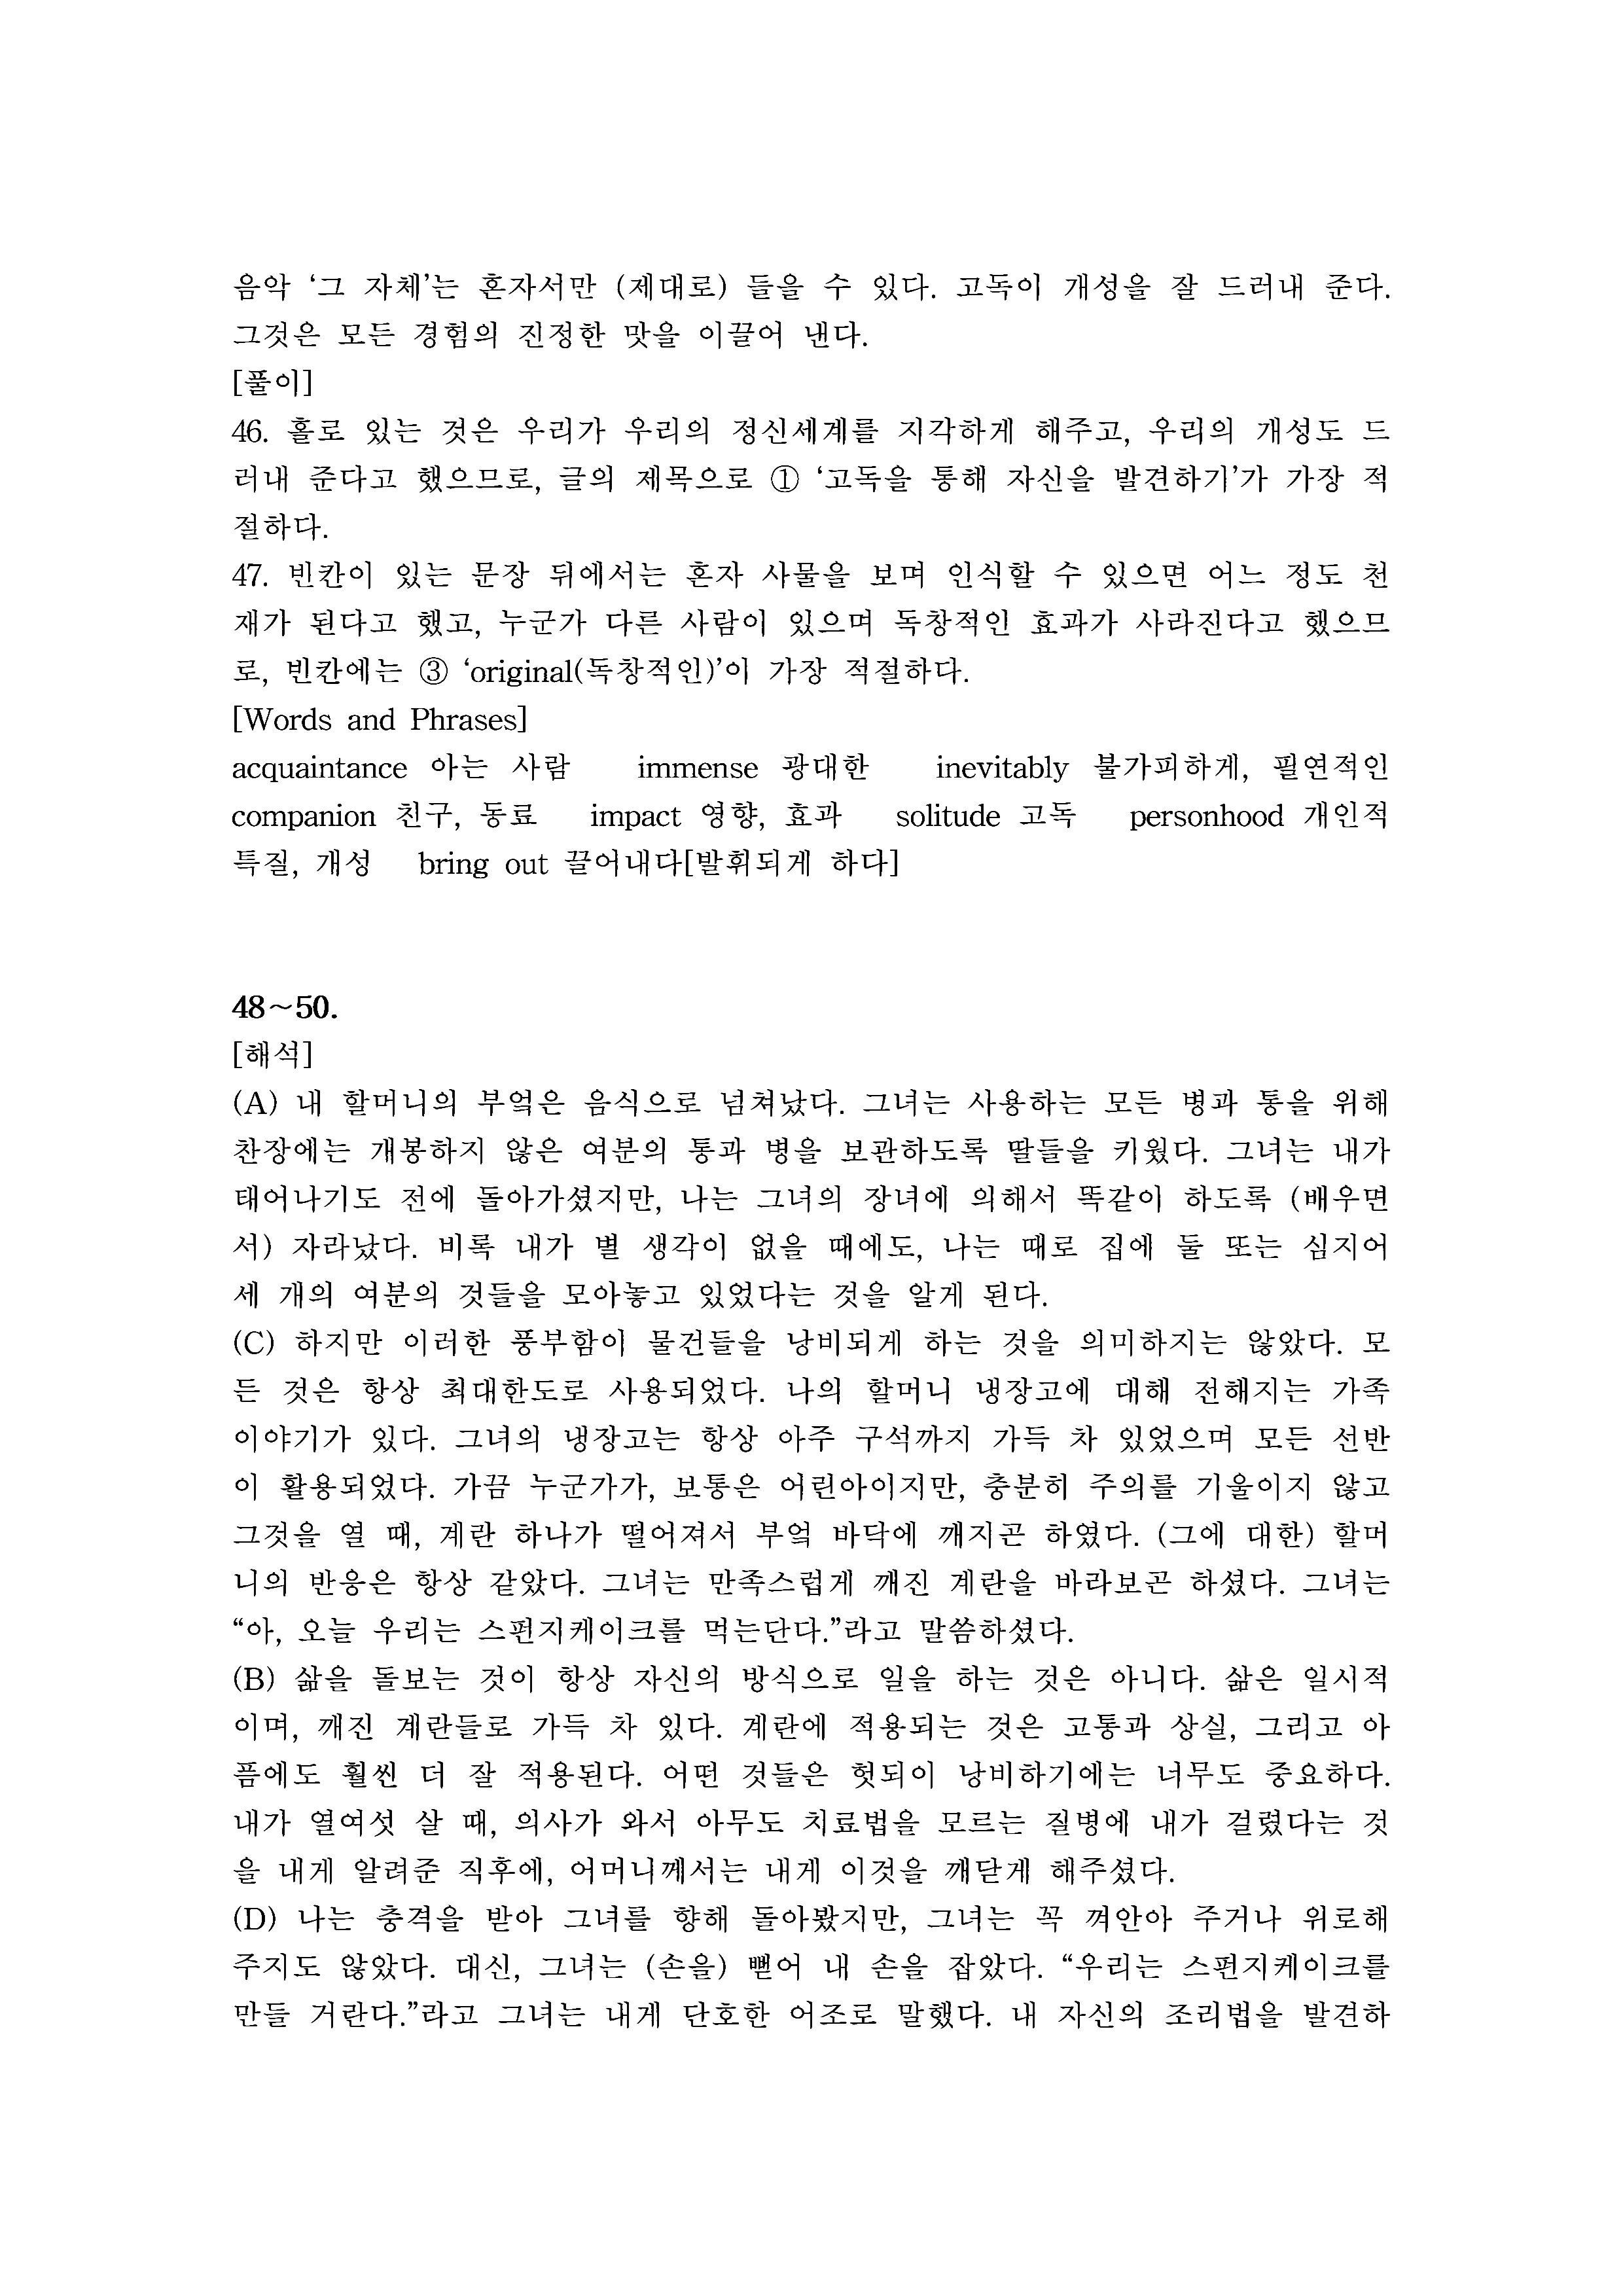 음악 ‘그 자체’는 혼자서만 (제대로) 들을 수 있다. 고독이 개성을 잘 드러내 준다.
그것은 모든 경험의 진정한 맛을 이끌어 낸다.
[풀이]
46. 홀로 있는 것은 우리가 우리의 정신세계를 지각하게 해주고, 우리의 개성도 드
러내 준다고 했으므로, 글의 제목으로 ① ‘고독을 통해 자신을 발견하기’가 가장 적
절하다.
47. 빈칸이 있는 문장 뒤에서는 혼자 사물을 보며 인식할 수 있으면 어느 정도 천
재가 된다고 했고, 누군가 다른 사람이 있으며 독창적인 효과가 사라진다고 했으므
로, 빈칸에는 ③ ‘original(독창적인)’이 가장 적절하다.
[Words and Phrases]
acquaintance 아는 사람 immense 광대한 inevitably 불가피하게, 필연적인
companion 친구, 동료 impact 영향, 효과 solitude 고독 personhood 개인적
특질, 개성 bring out 끌어내다[발휘되게 하다]
48～50.
[해석]
(A) 내 할머니의 부엌은 음식으로 넘쳐났다. 그녀는 사용하는 모든 병과 통을 위해
찬장에는 개봉하지 않은 여분의 통과 병을 보관하도록 딸들을 키웠다. 그녀는 내가
태어나기도 전에 돌아가셨지만, 나는 그녀의 장녀에 의해서 똑같이 하도록 (배우면
서) 자라났다. 비록 내가 별 생각이 없을 때에도, 나는 때로 집에 둘 또는 심지어
세 개의 여분의 것들을 모아놓고 있었다는 것을 알게 된다.
(C) 하지만 이러한 풍부함이 물건들을 낭비되게 하는 것을 의미하지는 않았다. 모
든 것은 항상 최대한도로 사용되었다. 나의 할머니 냉장고에 대해 전해지는 가족
이야기가 있다. 그녀의 냉장고는 항상 아주 구석까지 가득 차 있었으며 모든 선반
이 활용되었다. 가끔 누군가가, 보통은 어린아이지만, 충분히 주의를 기울이지 않고
그것을 열 때, 계란 하나가 떨어져서 부엌 바닥에 깨지곤 하였다. (그에 대한) 할머
니의 반응은 항상 같았다. 그녀는 만족스럽게 깨진 계란을 바라보곤 하셨다. 그녀는
“아, 오늘 우리는 스펀지케이크를 먹는단다.”라고 말씀하셨다.
(B) 삶을 돌보는 것이 항상 자신의 방식으로 일을 하는 것은 아니다. 삶은 일시적
이며, 깨진 계란들로 가득 차 있다. 계란에 적용되는 것은 고통과 상실, 그리고 아
픔에도 훨씬 더 잘 적용된다. 어떤 것들은 헛되이 낭비하기에는 너무도 중요하다.
내가 열여섯 살 때, 의사가 와서 아무도 치료법을 모르는 질병에 내가 걸렸다는 것
을 내게 알려준 직후에, 어머니께서는 내게 이것을 깨닫게 해주셨다.
(D) 나는 충격을 받아 그녀를 향해 돌아봤지만, 그녀는 꼭 껴안아 주거나 위로해
주지도 않았다. 대신, 그녀는 (손을) 뻗어 내 손을 잡았다. “우리는 스펀지케이크를
만들 거란다.”라고 그녀는 내게 단호한 어조로 말했다. 내 자신의 조리법을 발견하